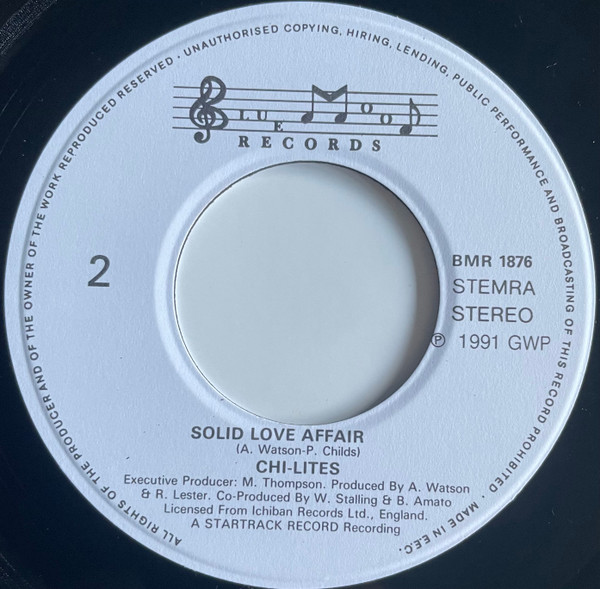 ALL RIGHTS OF THE PRODUCER AND OF THE OWNER OF THE WORK REPRODUCED RESERVED · UNAUTHORISED COPYING, HIRING, LENDING, PUBLIC PERFORMANCE AND BROADCASTING OF THIS RECORD PROHIBITED · MADE IN E.E.C.
BLUE MOOD
RECORDS
2
BMR 1876
STEMRA
STEREO
℗ 1991 GWP
SOLID LOVE AFFAIR
(A. Watson-P. Childs)
CHI-LITES
Executive Producer: M. Thompson. Produced By A. Watson
& R. Lester. Co-Produced By W. Stalling & B. Amato
Licensed From Ichiban Records Ltd., England.
A STARTRACK RECORD Recording